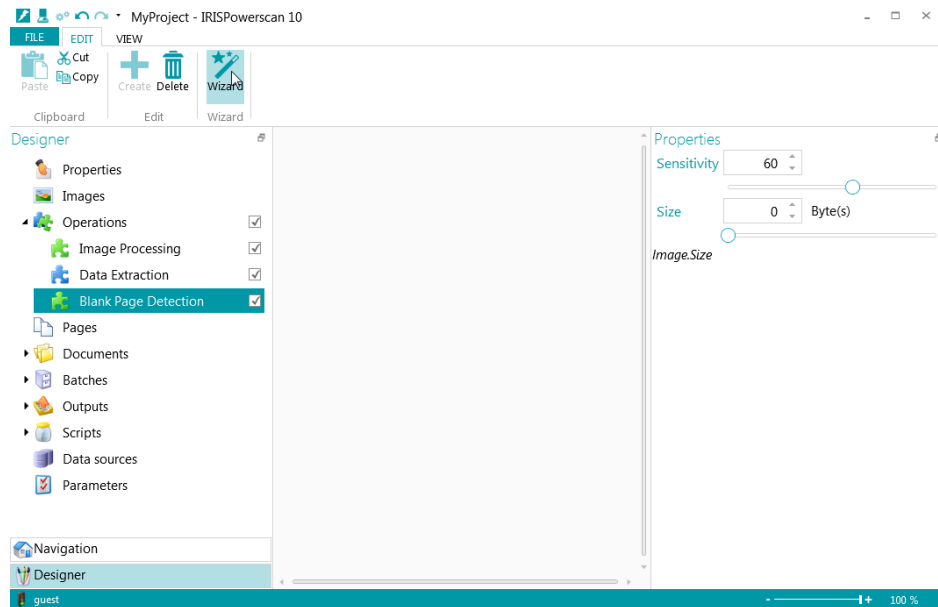 MyProject - IRISPowerscan 10
FILE EDIT VIEW
Paste
Cut
Copy
Create
Delete
Wizard
Clipboard Edit Wizard
Designer
Properties
Images
Operations
Image Processing
Data Extraction
Blank Page Detection
Pages
Documents
Batches
Outputs
Scripts
Data sources
Parameters
Navigation
Designer
Properties
Sensitivity 60
Size 0 Byte(s)
Image.Size
guest
- + 100 %